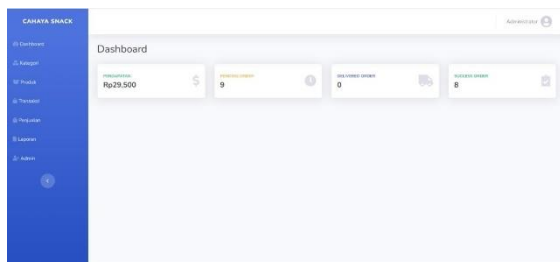 CAHAYA SNACK
Administrator
Dashboard
Kategori
Produk
Transaksi
Penjualan
Laporan
Admin
Dashboard
PENDAPATAN
Rp29,500
PENDING ORDER
9
DELIVERED ORDER
0
SUCCESS ORDER
8